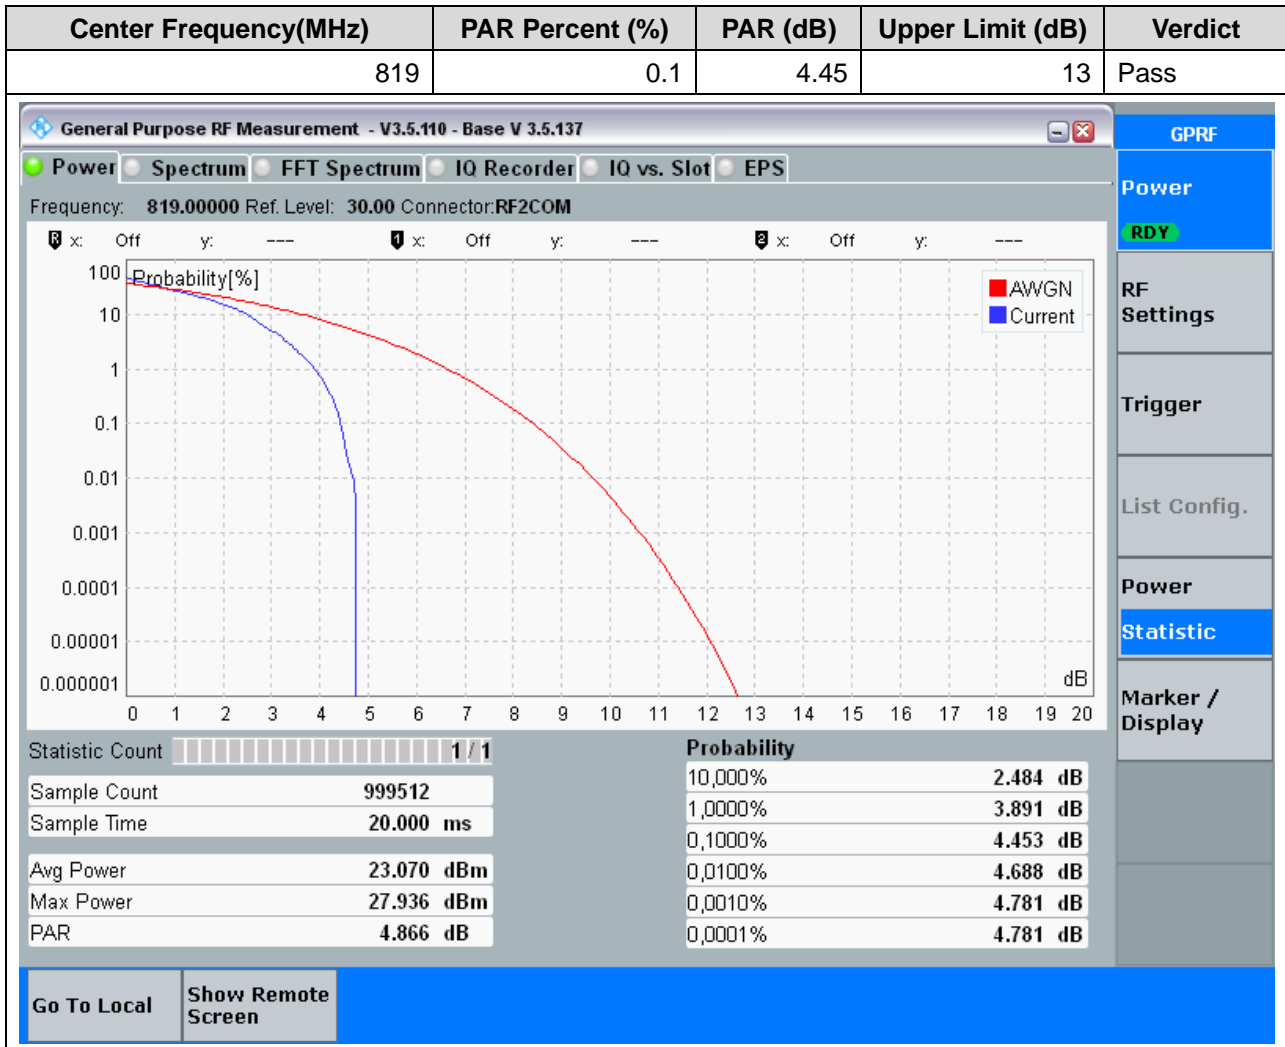 Center Frequency(MHz) PAR Percent (%) PAR (dB) Upper Limit (dB) Verdict
819 0.1 4.45 13 Pass
General Purpose RF Measurement - V3.5.110 - Base V 3.5.137
GPRF
Power Spectrum FFT Spectrum IQ Recorder IQ vs. Slot EPS
Power
RDY
Frequency: 819.00000 Ref. Level: 30.00 Connector:RF2COM
R x: Off y: --- 1 x: Off y: --- 2 x: Off y: ---
Probability[%]
AWGN
Current
100
10
1
0.1
0.01
0.001
0.0001
0.00001
0.000001
dB
0 1 2 3 4 5 6 7 8 9 10 11 12 13 14 15 16 17 18 19 20
RF
Settings
Trigger
List Config.
Power
Statistic
Marker /
Display
Statistic Count 1 / 1
Sample Count 999512
Sample Time 20.000 ms
Avg Power 23.070 dBm
Max Power 27.936 dBm
PAR 4.866 dB
Probability
10,000% 2.484 dB
1,0000% 3.891 dB
0,1000% 4.453 dB
0,0100% 4.688 dB
0,0010% 4.781 dB
0,0001% 4.781 dB
Go To Local
Show Remote
Screen